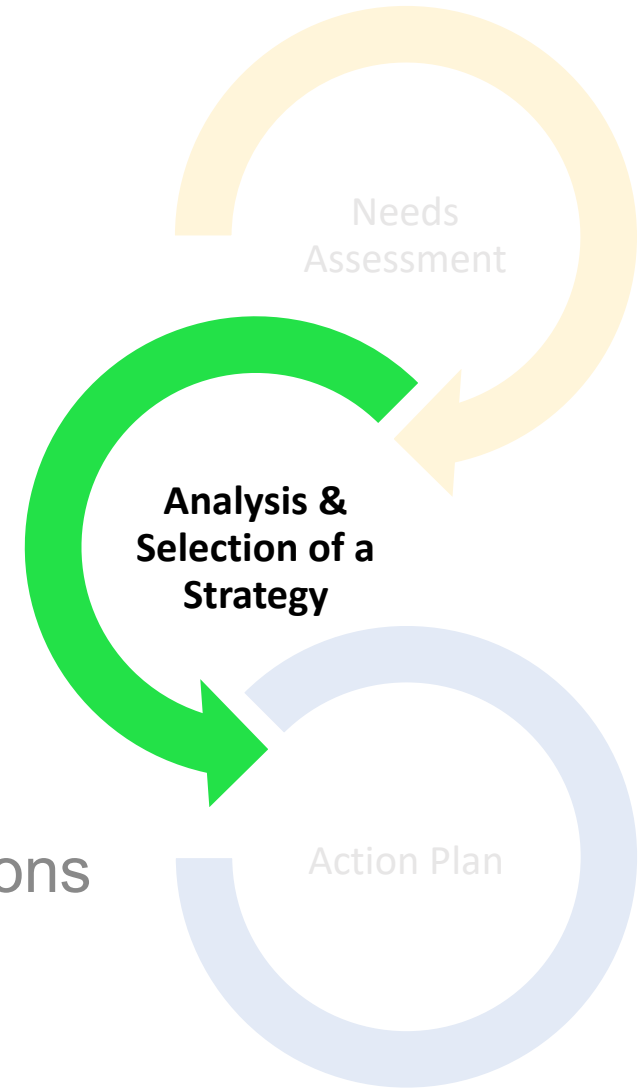 Needs
Assessment
Analysis &
Selection of a
Strategy
ons
Action Plan